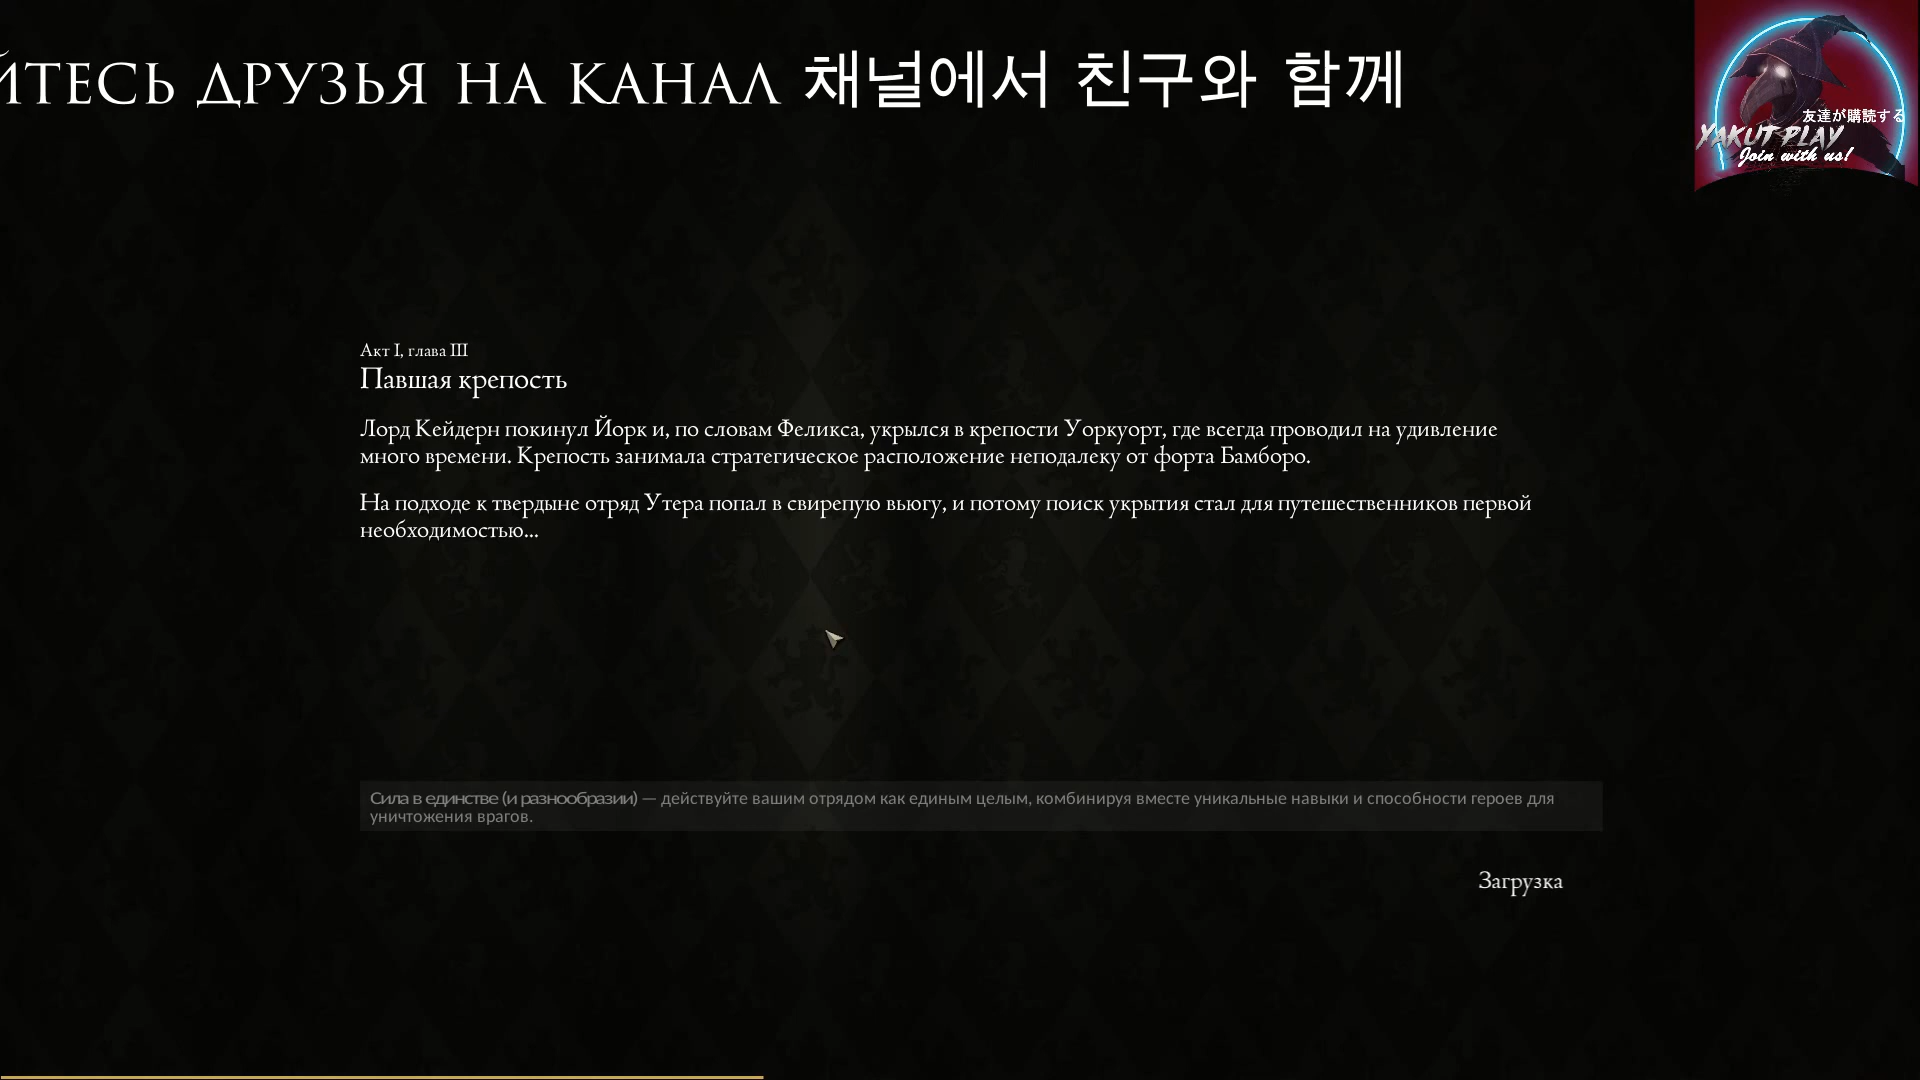 ЙТЕСЬ ДРУЗЬЯ НА КАНАЛ 채널에서 친구와 함께
友達が購読する
YAKUT PLAY
Join with us!
Акт I, глава III
Павшая крепость
Лорд Кейдерн покинул Йорк и, по словам Феликса, укрылся в крепости Уоркуорт, где всегда проводил на удивление
много времени. Крепость занимала стратегическое расположение неподалеку от форта Бамборо.
На подходе к твердыне отряд Утера попал в свирепую вьюгу, и потому поиск укрытия стал для путешественников первой
необходимостью...
Сила в единстве (и разнообразии) — действуйте вашим отрядом как единым целым, комбинируя вместе уникальные навыки и способности героев для
уничтожения врагов.
Загрузка